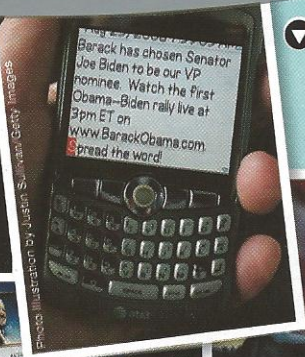 Barack has chosen Senator
Joe Biden to be our VP
nominee. Watch the first
Obama–Biden rally live at
3pm ET on
www.BarackObama.com
Spread the word!
at&t
Photo Illustration by Justin Sullivan/Getty Images